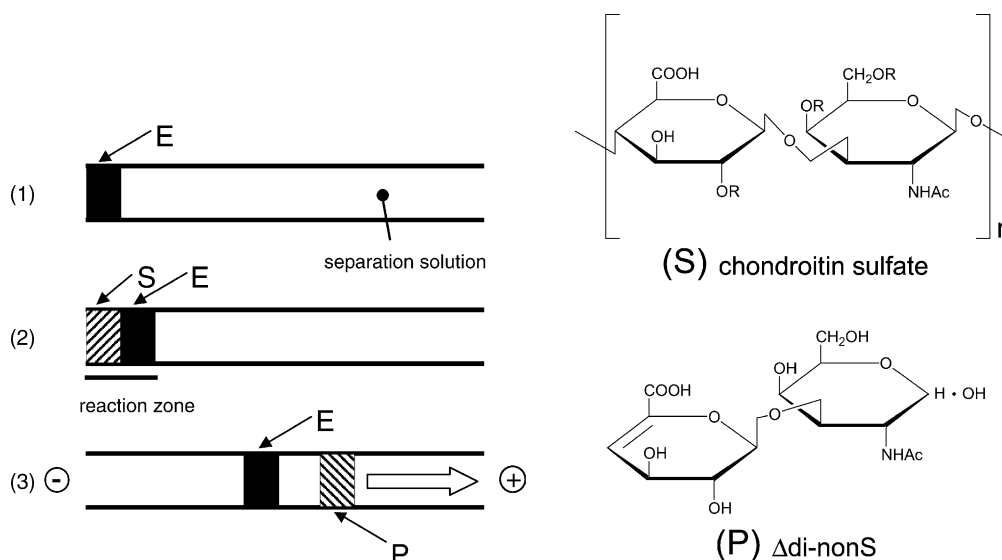 (1)
E
separation solution
(2)
S
E
reaction zone
(3)
-
E
P
+
COOH
O
OH
OR
O
CH2OR
OR
O
NHAc
O
n
(S) chondroitin sulfate
COOH
O
OH
OH
O
CH2OH
OH
O
H · OH
NHAc
(P) Δdi-nonS